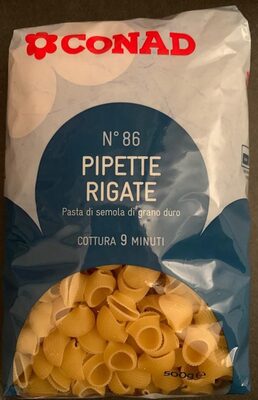 CONAD
N° 86
PIPETTE
RIGATE
Pasta di semola di grano duro
COTTURA 9 MINUTI
500g e